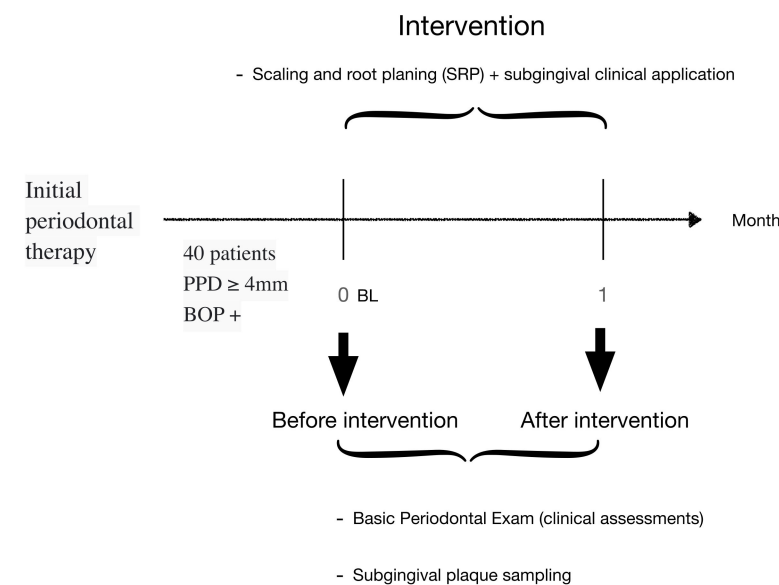 Intervention
- Scaling and root planing (SRP) + subgingival clinical application
Initial
periodontal
therapy
Month
40 patients
PPD ≥ 4mm
BOP +
0 BL
1
Before intervention
After intervention
- Basic Periodontal Exam (clinical assessments)
- Subgingival plaque sampling